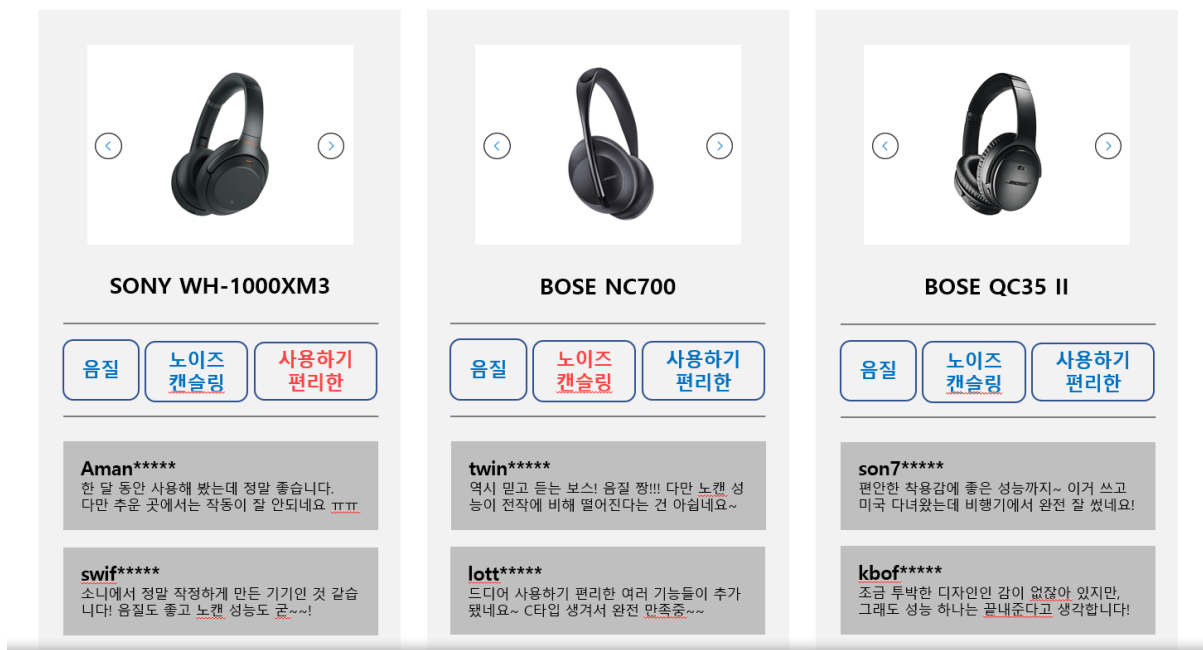 SONY WH-1000XM3
음질
노이즈
캔슬링
사용하기
편리한
Aman*****
한 달 동안 사용해 봤는데 정말 좋습니다.
다만 추운 곳에서는 작동이 잘 안되네요 ㅠㅠ
swif*****
소니에서 정말 작정하게 만든 기기인 것 같습
니다! 음질도 좋고 노캔 성능도 굳~~!
BOSE
BOSE NC700
음질
노이즈
캔슬링
사용하기
편리한
twin*****
역시 믿고 듣는 보스! 음질 짱!!! 다만 노캔 성
능이 전작에 비해 떨어진다는 건 아쉽네요~
lott*****
드디어 사용하기 편리한 여러 기능들이 추가
됐네요~ C타입 생겨서 완전 만족중~~
BOSE
BOSE QC35 II
음질
노이즈
캔슬링
사용하기
편리한
son7*****
편안한 착용감에 좋은 성능까지~ 이거 쓰고
미국 다녀왔는데 비행기에서 완전 잘 썼네요!
kbof*****
조금 투박한 디자인인 감이 없잖아 있지만,
그래도 성능 하나는 끝내준다고 생각합니다!